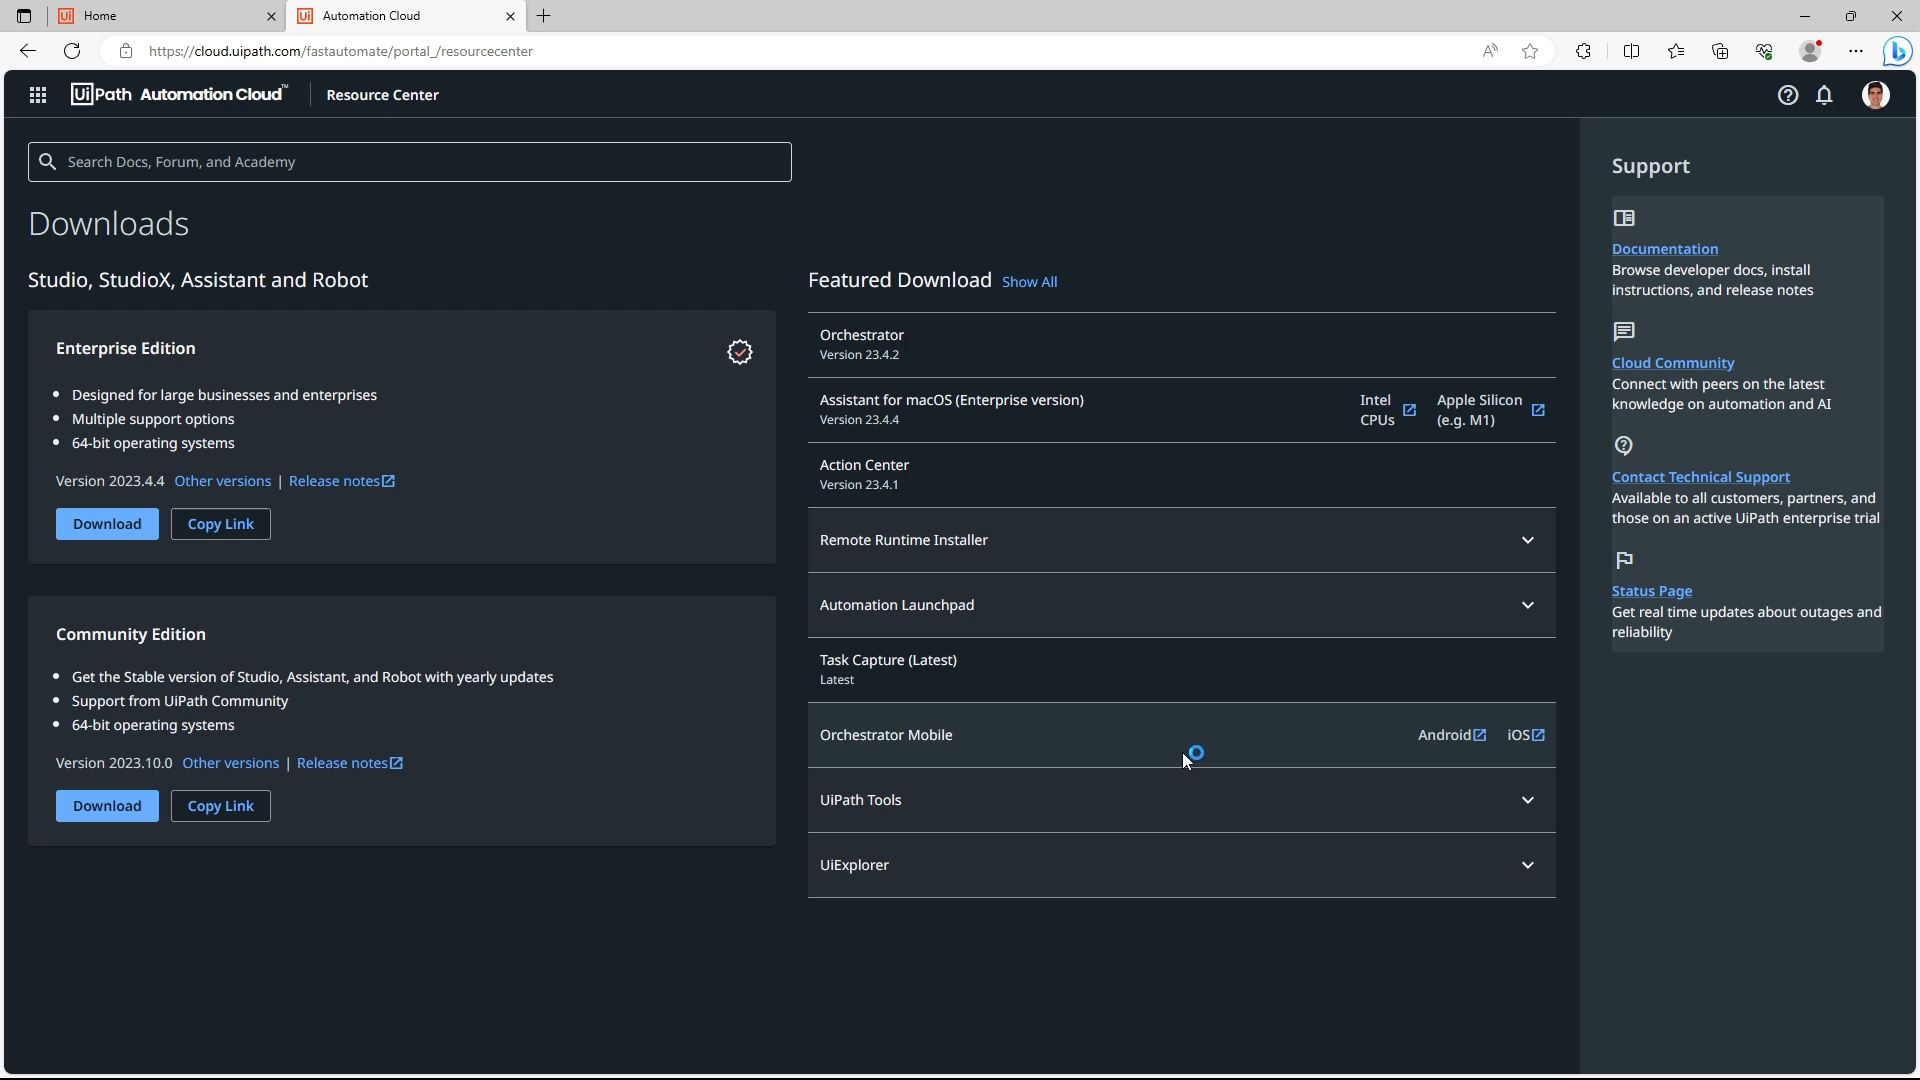 Home
Automation Cloud
https://cloud.uipath.com/fastautomate/portal_/resourcecenter
UiPath Automation Cloud™
Resource Center
Search Docs, Forum, and Academy
Downloads
Studio, StudioX, Assistant and Robot
Enterprise Edition
Designed for large businesses and enterprises
Multiple support options
64-bit operating systems
Version 2023.4.4 Other versions | Release notes
Download Copy Link
Community Edition
Get the Stable version of Studio, Assistant, and Robot with yearly updates
Support from UiPath Community
64-bit operating systems
Version 2023.10.0 Other versions | Release notes
Download Copy Link
Featured Download Show All
Orchestrator
Version 23.4.2
Assistant for macOS (Enterprise version)
Version 23.4.4
Intel
CPUs
Apple Silicon
(e.g. M1)
Action Center
Version 23.4.1
Remote Runtime Installer
Automation Launchpad
Task Capture (Latest)
Latest
Orchestrator Mobile
Android iOS
UiPath Tools
UiExplorer
Support
Documentation
Browse developer docs, install
instructions, and release notes
Cloud Community
Connect with peers on the latest
knowledge on automation and AI
Contact Technical Support
Available to all customers, partners, and
those on an active UiPath enterprise trial
Status Page
Get real time updates about outages and
reliability